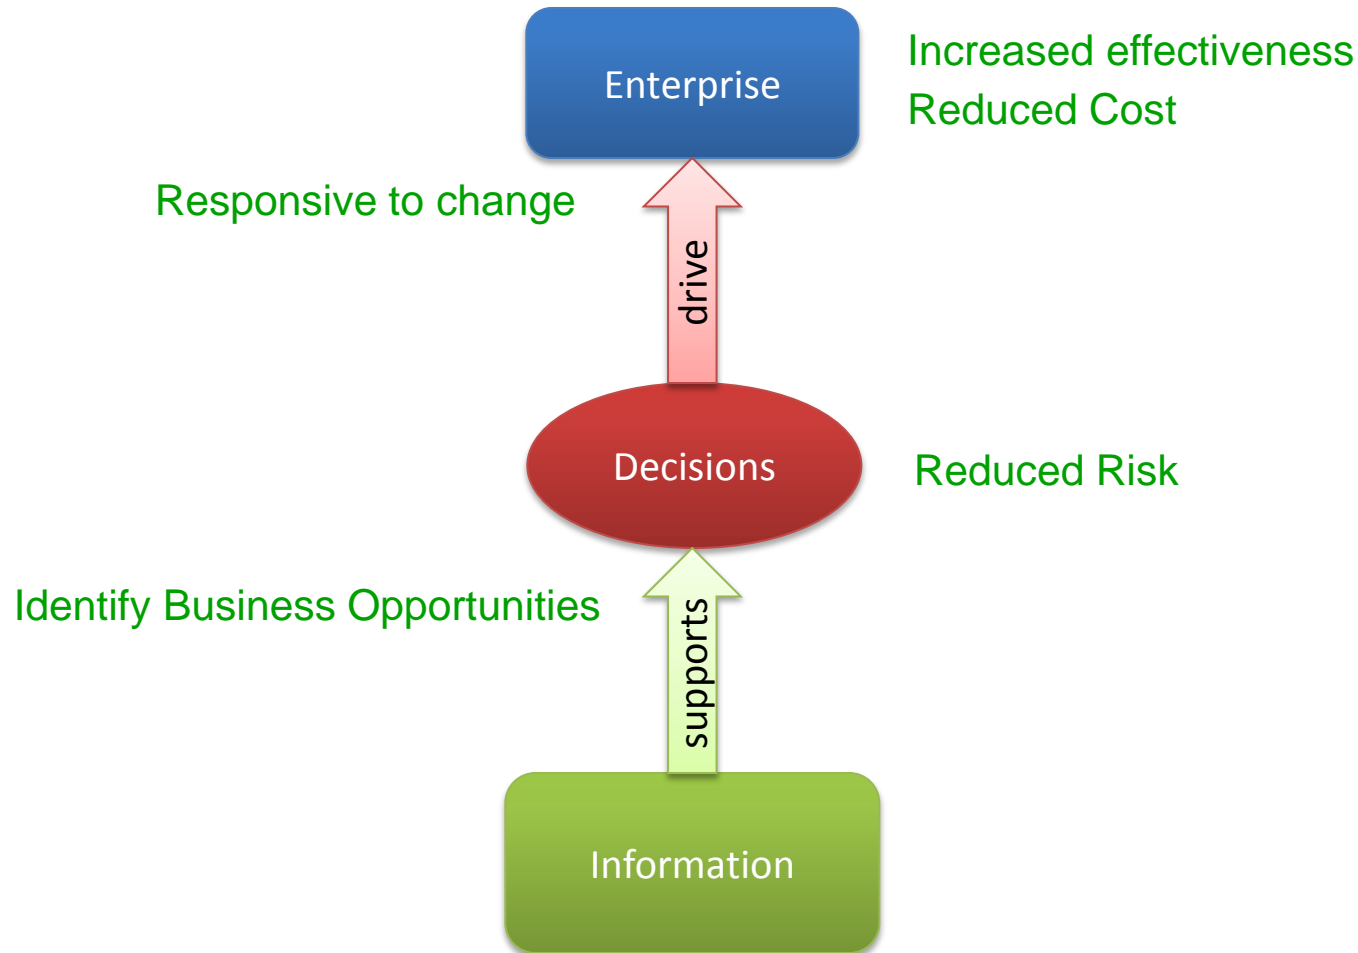 Enterprise
Increased effectiveness
Reduced Cost
Responsive to change
drive
Decisions
Reduced Risk
Identify Business Opportunities
supports
Information